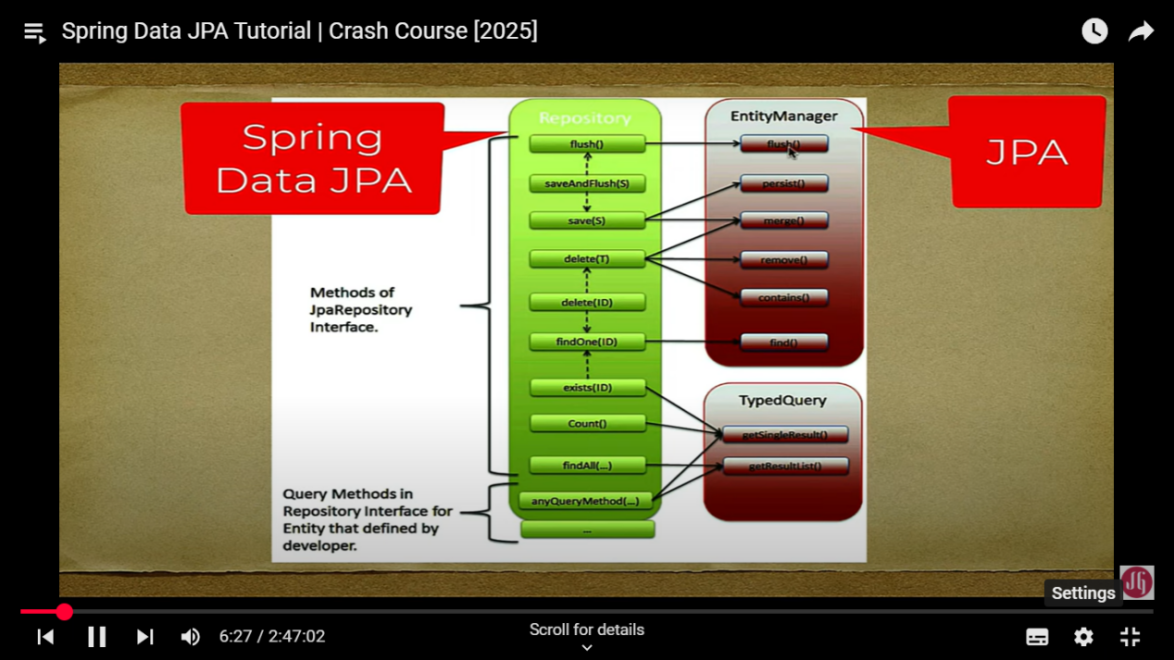 Spring Data JPA Tutorial | Crash Course [2025]
Spring
Data JPA
Repository
EntityManager
JPA
flush()
flush()
saveAndFlush(S)
persist()
save(S)
merge()
delete(T)
remove()
Methods of
JpaRepository
Interface.
delete(ID)
contains()
findOne(ID)
find()
exists(ID)
TypedQuery
Count()
getSingleResult()
findAll(...)
getResultList()
Query Methods in
Repository Interface for
Entity that defined by
developer.
anyQueryMethod(...)
...
Settings
JG
6:27 / 2:47:02
Scroll for details